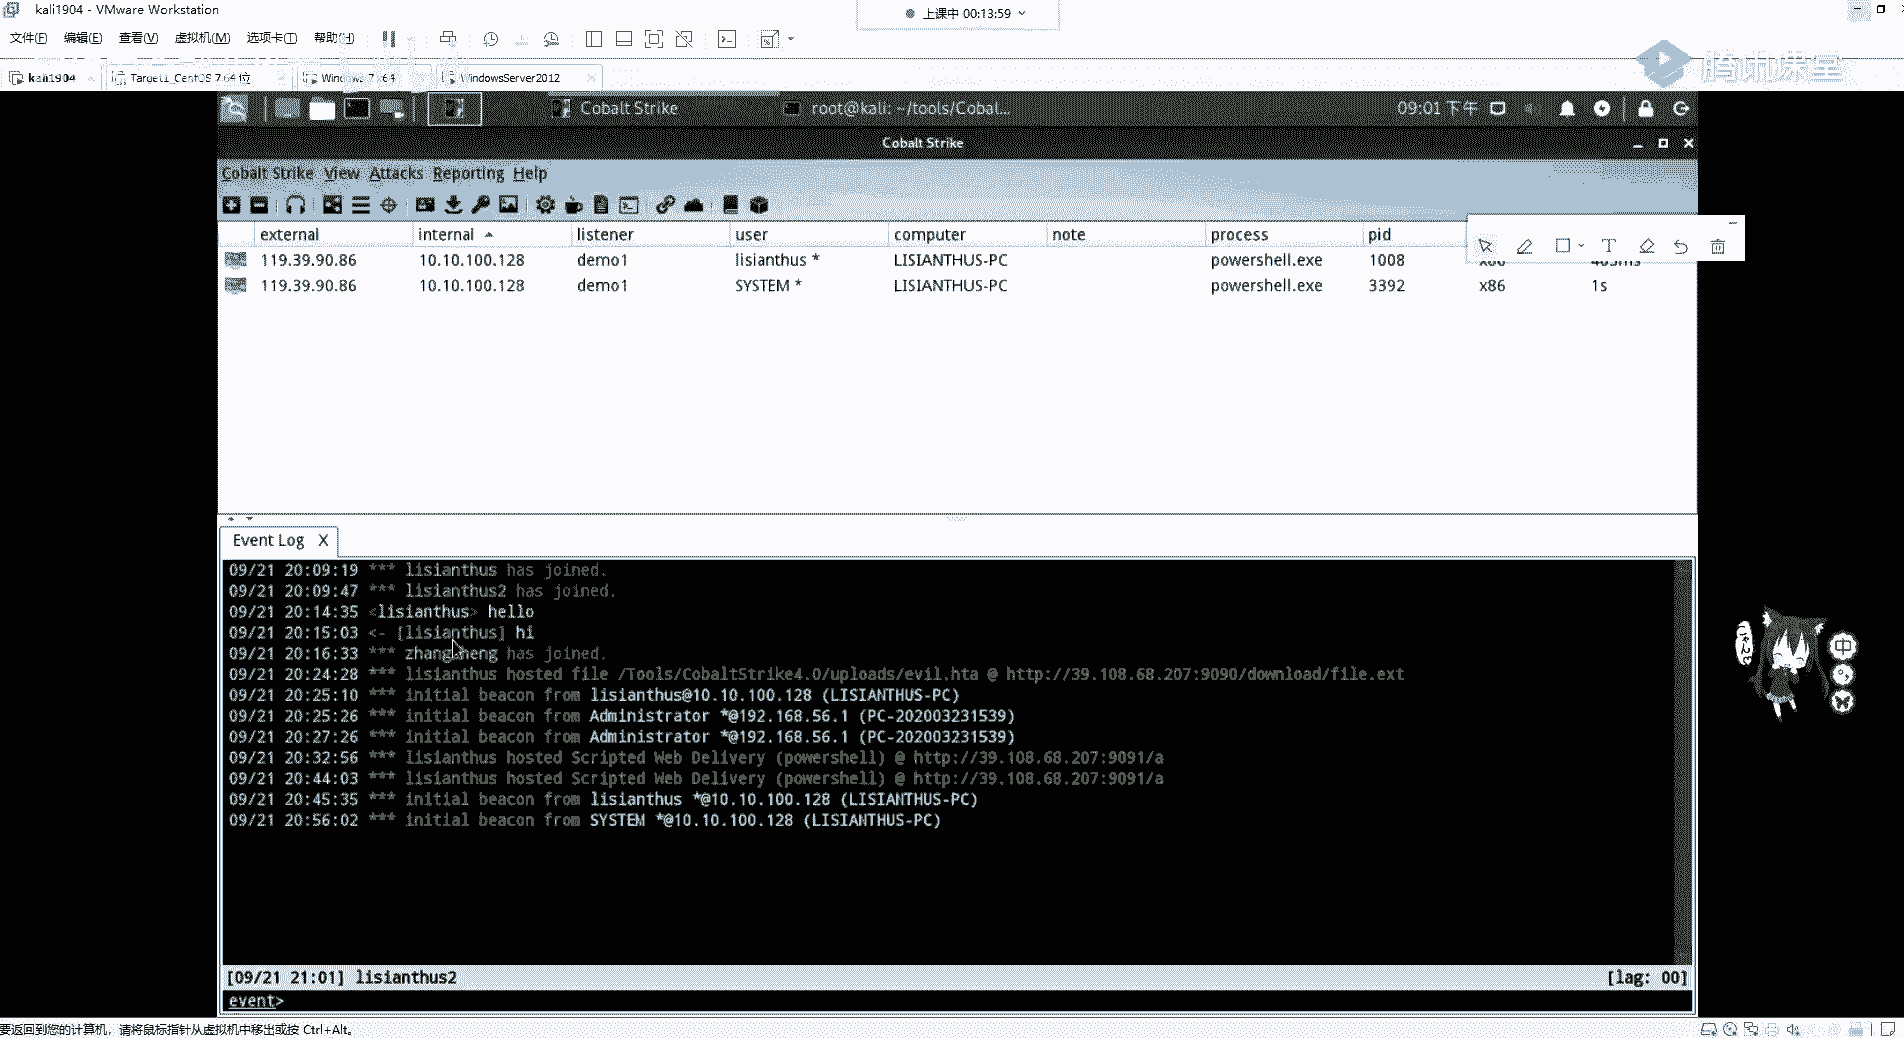 kali1904 - VMware Workstation
上课中 00:13:59
文件(F) 编辑(E) 查看(V) 虚拟机(M) 选项卡(T) 帮助(H)
腾讯课堂
kali1904 Target1_CentOS 7 64 位 Windows 7 x64 WindowsServer2012
Cobalt Strike root@kali: ~/tools/Cobal... 09:01 下午
Cobalt Strike
Cobalt Strike View Attacks Reporting Help
external internal listener user computer note process pid
119.39.90.86 10.10.100.128 demo1 lisianthus * LISIANTHUS-PC powershell.exe 1008 x86
119.39.90.86 10.10.100.128 demo1 SYSTEM * LISIANTHUS-PC powershell.exe 3392 x86 1s
Event Log X
09/21 20:09:19 *** lisianthus has joined.
09/21 20:09:47 *** lisianthus2 has joined.
09/21 20:14:35 <lisianthus> hello
09/21 20:15:03 <- [lisianthus] hi
09/21 20:16:33 *** has joined.
09/21 20:24:28 *** lisianthus hosted file /Tools/CobaltStrike4.0/uploads/evil.hta @ http://39.108.68.207:9090/download/file.ext
09/21 20:25:10 *** initial beacon from lisianthus@10.10.100.128 (LISIANTHUS-PC)
09/21 20:25:26 *** initial beacon from Administrator *@192.168.56.1 (PC-202003231539)
09/21 20:27:26 *** initial beacon from Administrator *@192.168.56.1 (PC-202003231539)
09/21 20:32:56 *** lisianthus hosted Scripted Web Delivery (powershell) @ http://39.108.68.207:9091/a
09/21 20:44:03 *** lisianthus hosted Scripted Web Delivery (powershell) @ http://39.108.68.207:9091/a
09/21 20:45:35 *** initial beacon from lisianthus *@10.10.100.128 (LISIANTHUS-PC)
09/21 20:56:02 *** initial beacon from SYSTEM *@10.10.100.128 (LISIANTHUS-PC)
中
[09/21 21:01] lisianthus2 [lag: 00]
event>
要返回到您的计算机，请将鼠标指针从虚拟机中移出或按 Ctrl+Alt。